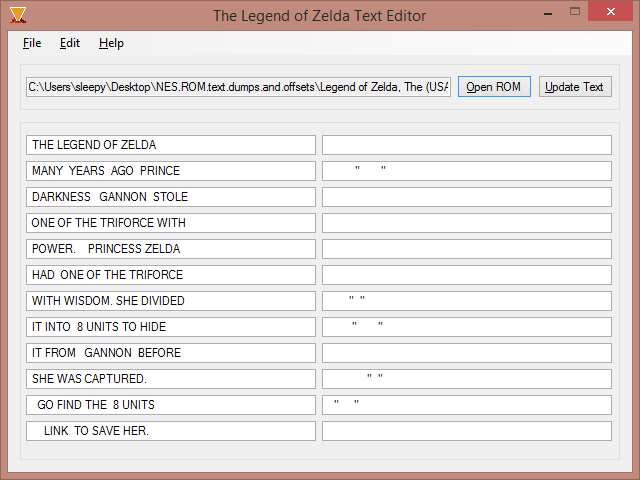 The Legend of Zelda Text Editor
File Edit Help
C:\Users\sleepy\Desktop\NES.ROM.text.dumps.and.offsets\Legend of Zelda, The (USA Open ROM Update Text
THE LEGEND OF ZELDA
MANY YEARS AGO PRINCE " "
DARKNESS GANNON STOLE
ONE OF THE TRIFORCE WITH
POWER. PRINCESS ZELDA
HAD ONE OF THE TRIFORCE
WITH WISDOM. SHE DIVIDED " "
IT INTO 8 UNITS TO HIDE " "
IT FROM GANNON BEFORE
SHE WAS CAPTURED. " "
GO FIND THE 8 UNITS " "
LINK TO SAVE HER.